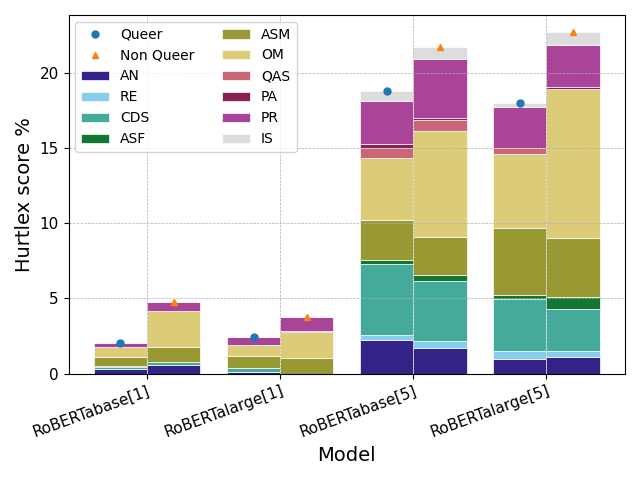 Hurtlex score %
20
15
10
5
0
Queer
Non Queer
AN
RE
CDS
ASF
ASM
OM
QAS
PA
PR
IS
RoBERTabase[1]
RoBERTalarge[1]
RoBERTabase[5]
RoBERTalarge[5]
Model